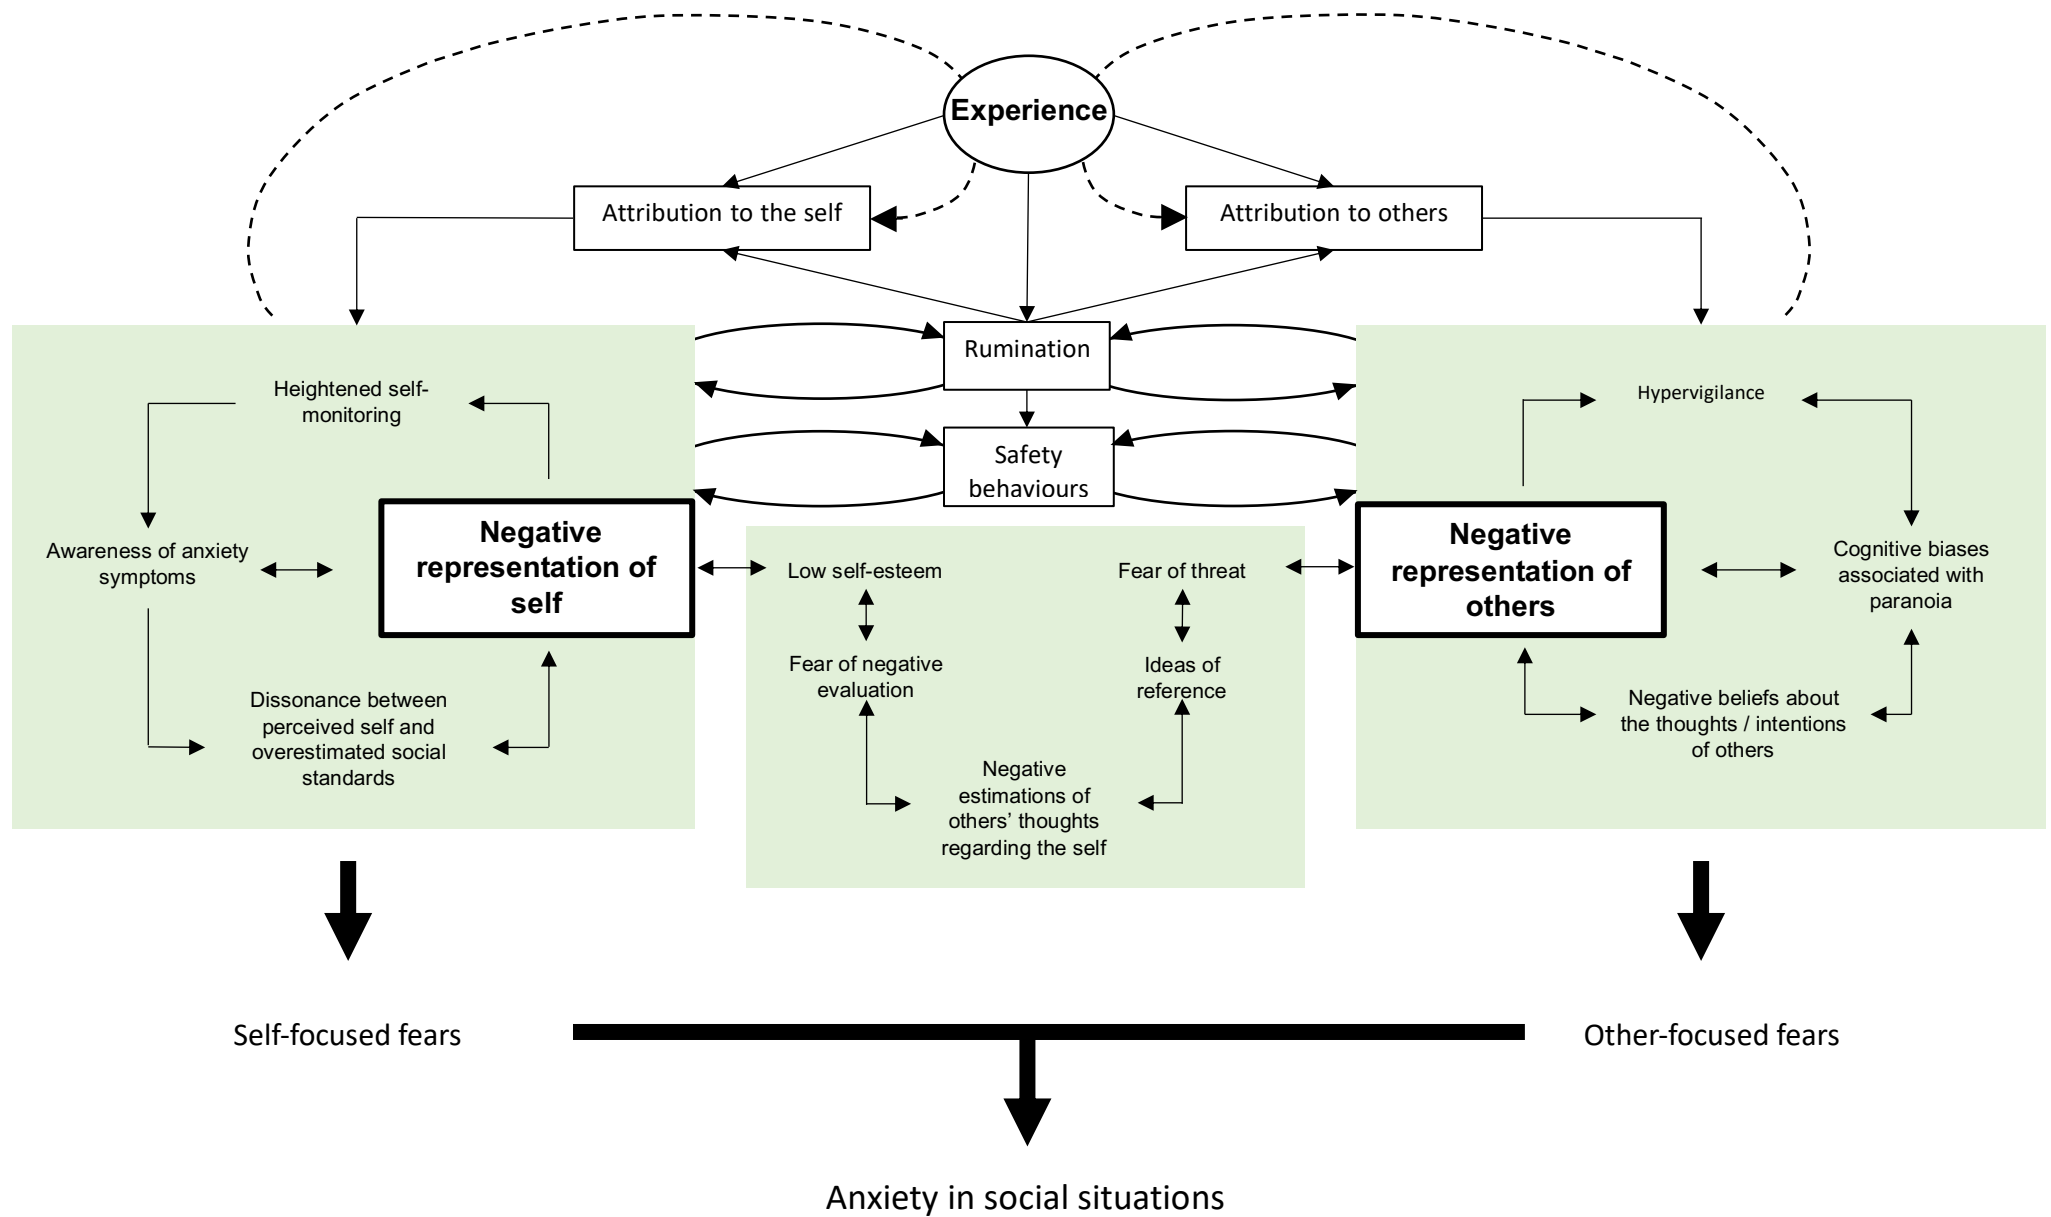 Experience
Attribution to the self
Attribution to others
Rumination
Safety
behaviours
Heightened self-
monitoring
Awareness of anxiety
symptoms
Negative
representation of
self
Dissonance between
perceived self and
overestimated social
standards
Low self-esteem
Fear of negative
evaluation
Negative
estimations of
others’ thoughts
regarding the self
Fear of threat
Ideas of
reference
Hypervigilance
Negative
representation of
others
Cognitive biases
associated with
paranoia
Negative beliefs about
the thoughts / intentions
of others
Self-focused fears
Other-focused fears
Anxiety in social situations